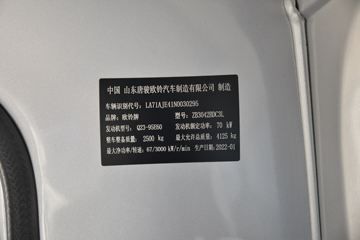 中国 山东唐骏欧铃汽车制造有限公司 制造
车辆识别代号: LA71AJE41N0030295
品牌: 欧铃牌 型号: ZB3042BDC3L
发动机型号: Q23-95E60 发动机额定功率: 70 kW
整车整备质量: 2500 kg 最大允许总质量: 4125 kg
最大净功率/转速: 67/3000 kW/r/min 生产日期: 2022-01